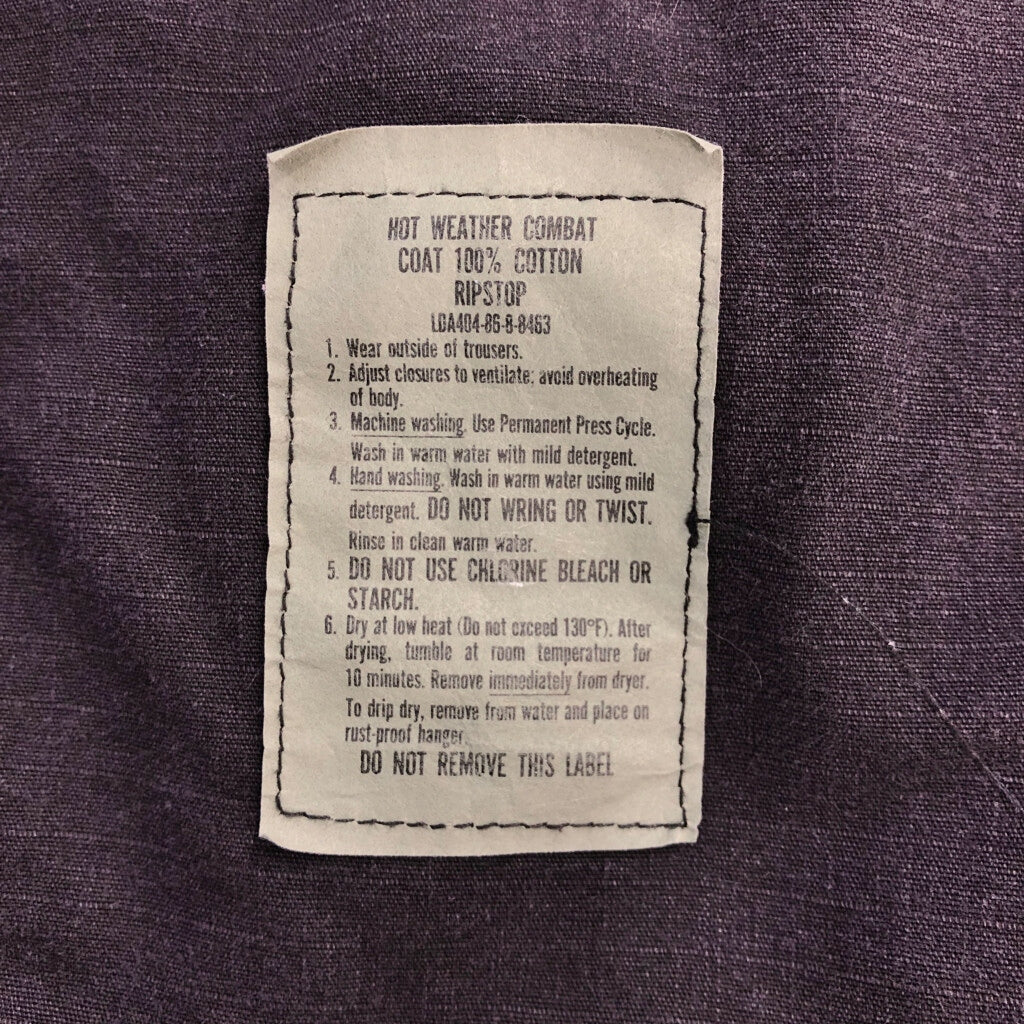 HOT WEATHER COMBAT
COAT 100% COTTON
RIPSTOP
LDA404-86-8-8463
1. Wear outside of trousers.
2. Adjust closures to ventilate; avoid overheating
of body.
3. Machine washing. Use Permanent Press Cycle.
Wash in warm water with mild detergent.
4. Hand washing. Wash in warm water using mild
detergent. DO NOT WRING OR TWIST.
Rinse in clean warm water.
5. DO NOT USE CHLORINE BLEACH OR
STARCH.
6. Dry at low heat (Do not exceed 130°F). After
drying, tumble at room temperature for
10 minutes. Remove immediately from dryer.
To drip dry, remove from water and place on
rust-proof hanger.
DO NOT REMOVE THIS LABEL